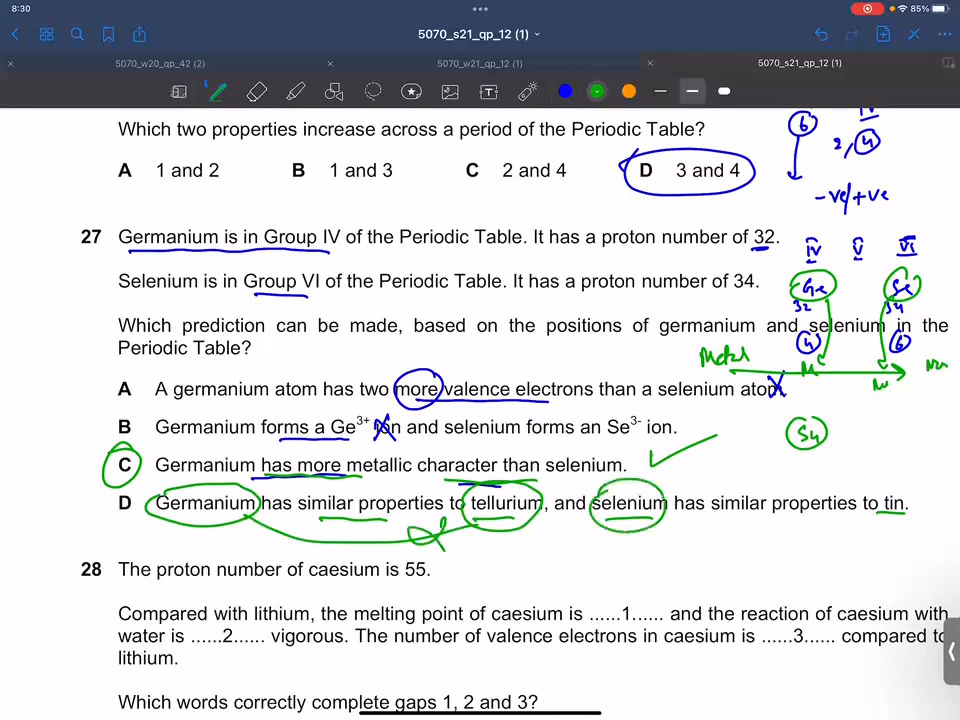 8:30
85%
5070_s21_qp_12 (1)
5070_w20_qp_42 (2)
5070_w21_qp_12 (1)
5070_s21_qp_12 (1)
Which two properties increase across a period of the Periodic Table?
6 IV
2, 4
A 1 and 2 B 1 and 3 C 2 and 4 D 3 and 4
-ve/+ve
27 Germanium is in Group IV of the Periodic Table. It has a proton number of 32.
IV V VI
Selenium is in Group VI of the Periodic Table. It has a proton number of 34.
Ge Se
32 34
Which prediction can be made, based on the positions of germanium and selenium in the
Periodic Table?
4 6
Metal
A A germanium atom has two more valence electrons than a selenium atom.
B Germanium forms a Ge3+ ion and selenium forms an Se3- ion.
Sn
C Germanium has more metallic character than selenium.
D Germanium has similar properties to tellurium, and selenium has similar properties to tin.
28 The proton number of caesium is 55.
Compared with lithium, the melting point of caesium is ......1...... and the reaction of caesium with
water is ......2...... vigorous. The number of valence electrons in caesium is ......3...... compared to
lithium.
Which words correctly complete gaps 1, 2 and 3?